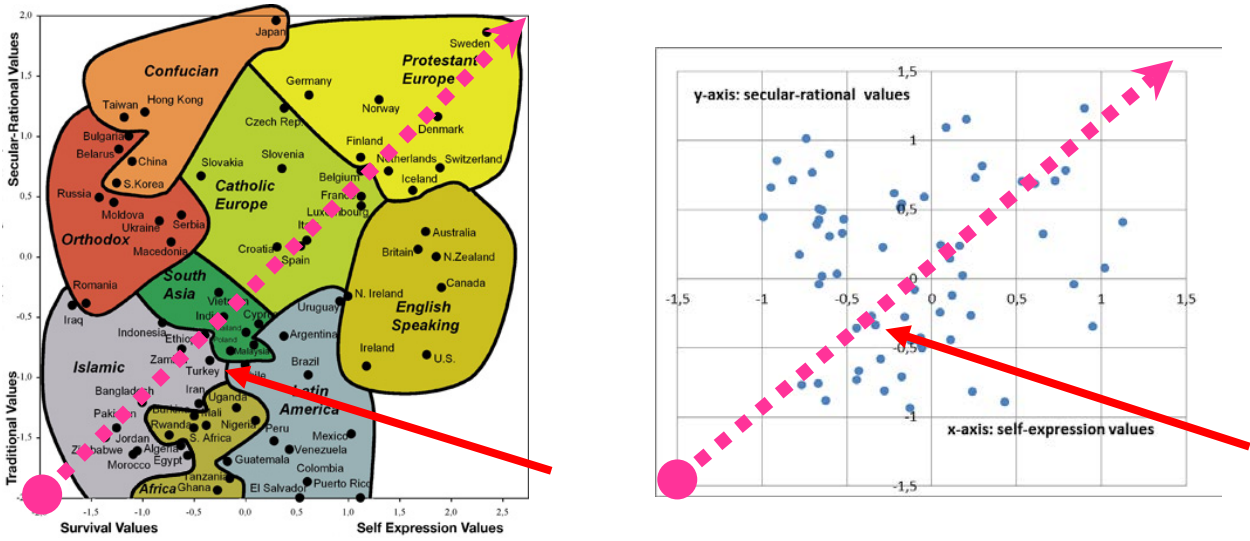 2,0
1,5
1,0
0,5
0,0
-0,5
-1,0
-1,5
Secular-Rational Values
Traditional Values
Japan
Confucian
Taiwan
Hong Kong
Bulgaria
Belarus
China
S.Korea
Russia
Moldova
Ukraine
Serbia
Orthodox
Macedonia
Romania
Sweden
Protestant
Europe
Germany
Norway
Denmark
Czech Rep.
Finland
Netherlands
Switzerland
Iceland
Slovakia
Slovenia
Belgium
Catholic
Europe
France
Luxembourg
Croatia
Spain
Australia
Britain
N.Zealand
Canada
N. Ireland
English
Speaking
Ireland
U.S.
South
Asia
Vietnam
Cyprus
Poland
Malaysia
Iraq
Indonesia
Islamic
Turkey
Bangladesh
Iran
Jordan
Morocco
Algeria
Egypt
Uruguay
Argentina
Brazil
Latin
America
Peru
Mexico
Venezuela
Guatemala
Colombia
El Salvador
Puerto Rico
Uganda
Mali
Rwanda
S. Africa
Nigeria
Tanzania
Ghana
Africa
-1,5
-1,0
-0,5
0,0
0,5
1,0
1,5
2,0
2,5
Survival Values
Self Expression Values
1,5
y-axis: secular-rational values
1
0,5
0
-1,5
-1
-0,5
0
0,5
1
1,5
-0,5
-1
x-axis: self-expression values
-1,5